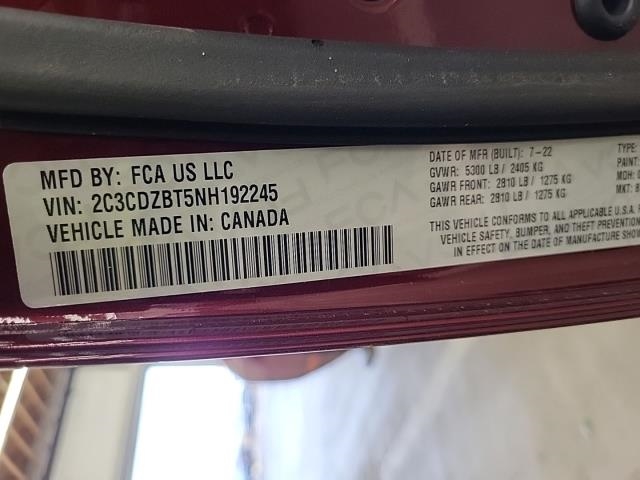 MFD BY: FCA US LLC
VIN: 2C3CDZBT5NH192245
VEHICLE MADE IN: CANADA
DATE OF MFR (BUILT): 7-22
GVWR: 5300 LB / 2405 KG
GAWR FRONT: 2810 LB / 1275 KG
GAWR REAR: 2810 LB / 1275 KG
THIS VEHICLE CONFORMS TO ALL APPLICABLE
VEHICLE SAFETY, BUMPER, AND THEFT
IN EFFECT ON THE DATE OF MANUFACTURE SHOW
TYPE:
PAINT:
MDH: